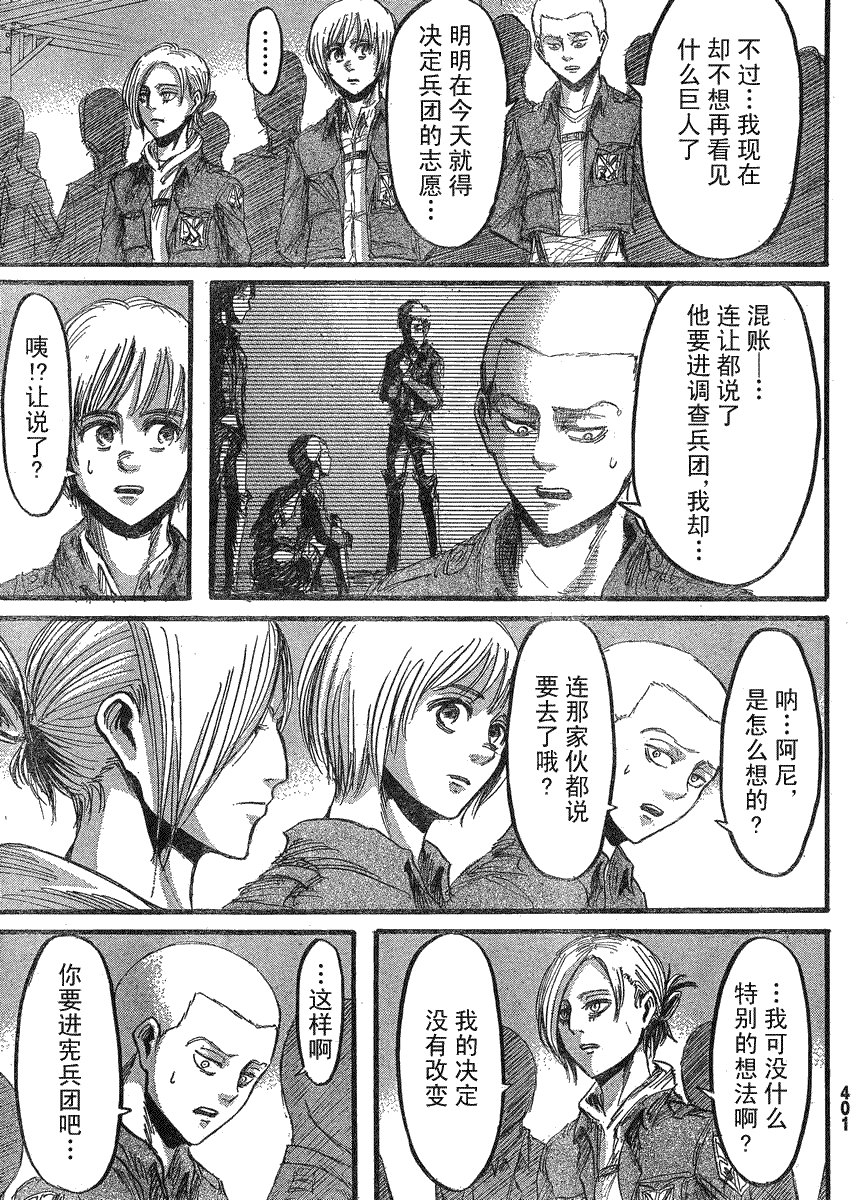 不过…我现在
却不想再看见
什么巨人了
明明在今天就得
决定兵团的志愿…
……
混账……
连让都说了
他要进调查兵团，我却…
咦!?让说了？
呐…阿尼，
是怎么想的？
连那家伙都说
要去了哦？
…我可没什么
特别的想法啊？
我的决定
没有改变
…这样啊
你要进宪兵团吧…
401